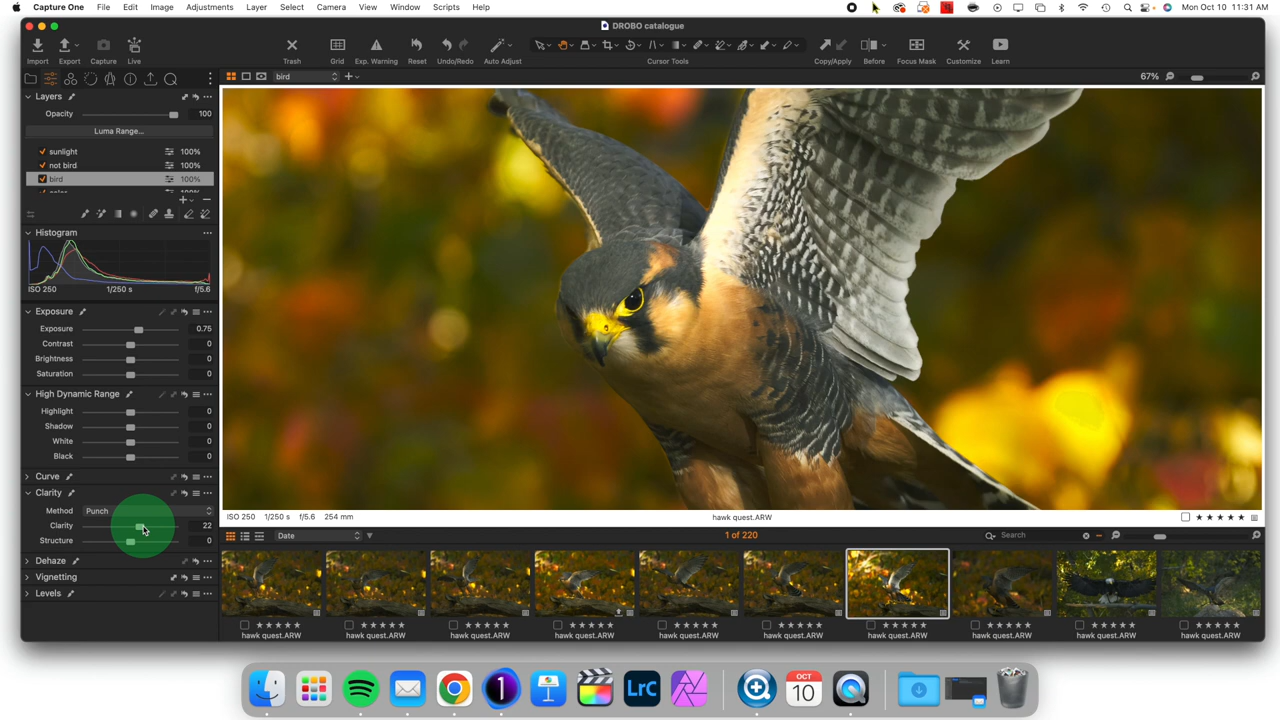 Capture One File Edit Image Adjustments Layer Select Camera View Window Scripts Help Mon Oct 10 11:31 AM
DROBO catalogue
Import Export Capture Live Trash Grid Exp. Warning Reset Undo/Redo Auto Adjust Cursor Tools Copy/Apply Before Focus Mask Customize Learn
bird 67%
Layers
Opacity 100
Luma Range...
sunlight 100%
not bird 100%
bird 100%
Histogram
ISO 250 1/250 s f/5.6
Exposure
Exposure 0.75
Contrast 0
Brightness 0
Saturation 0
High Dynamic Range
Highlight 0
Shadow 0
White 0
Black 0
Curve
Clarity
Method Punch
Clarity 22
Structure 0
Dehaze
Vignetting
Levels
ISO 250 1/250 s f/5.6 254 mm hawk quest.ARW
Date 1 of 220 Search
hawk quest.ARW hawk quest.ARW hawk quest.ARW hawk quest.ARW hawk quest.ARW hawk quest.ARW hawk quest.ARW hawk quest.ARW hawk quest.ARW hawk quest.ARW
1 LrC OCT 10